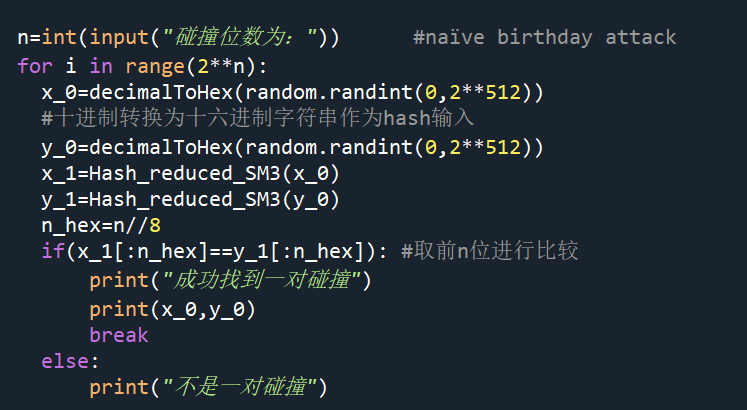 n=int(input("碰撞位数为: "))      #naïve birthday attack
for i in range(2**n):
  x_0=decimalToHex(random.randint(0,2**512))
  #十进制转换为十六进制字符串作为hash输入
  y_0=decimalToHex(random.randint(0,2**512))
  x_1=Hash_reduced_SM3(x_0)
  y_1=Hash_reduced_SM3(y_0)
  n_hex=n//8
  if(x_1[:n_hex]==y_1[:n_hex]): #取前n位进行比较
      print("成功找到一对碰撞")
      print(x_0,y_0)
      break
  else:
      print("不是一对碰撞")